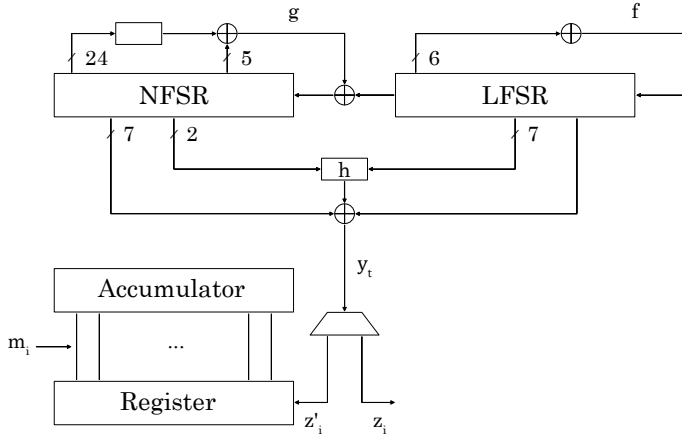 g f
24 5 6
NFSR LFSR
7 2 7
h
y_t
Accumulator
m_i ...
Register
z'_i z_i